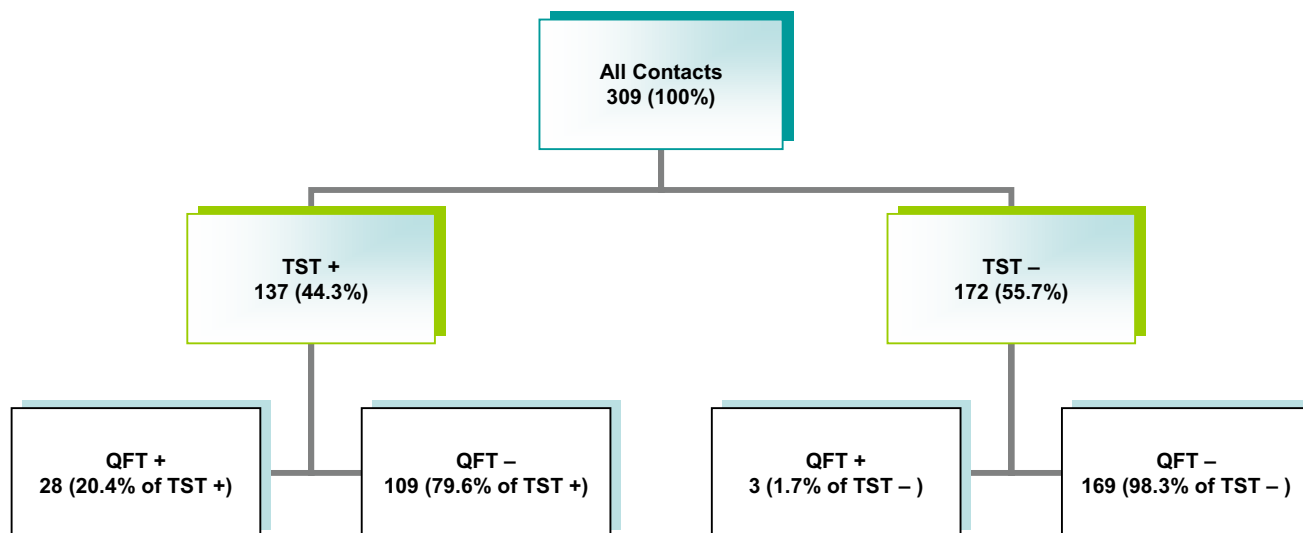 All Contacts
309 (100%)
TST +
137 (44.3%)
TST –
172 (55.7%)
QFT +
28 (20.4% of TST +)
QFT –
109 (79.6% of TST +)
QFT +
3 (1.7% of TST – )
QFT –
169 (98.3% of TST – )